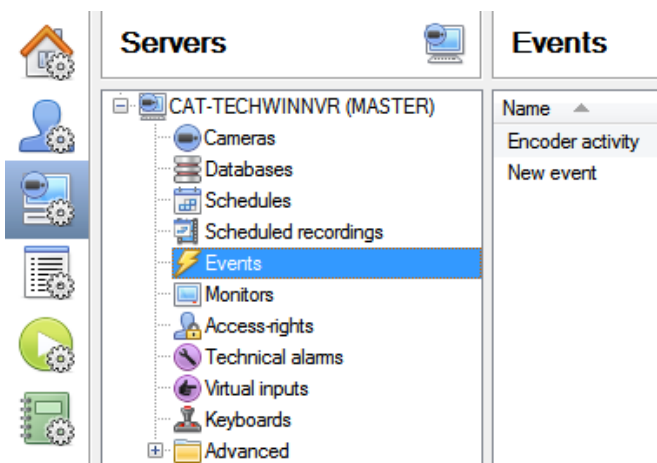 Servers
Events
CAT-TECHWINNVR (MASTER)
Cameras
Databases
Schedules
Scheduled recordings
Events
Monitors
Access-rights
Technical alarms
Virtual inputs
Keyboards
Advanced
Name
Encoder activity
New event